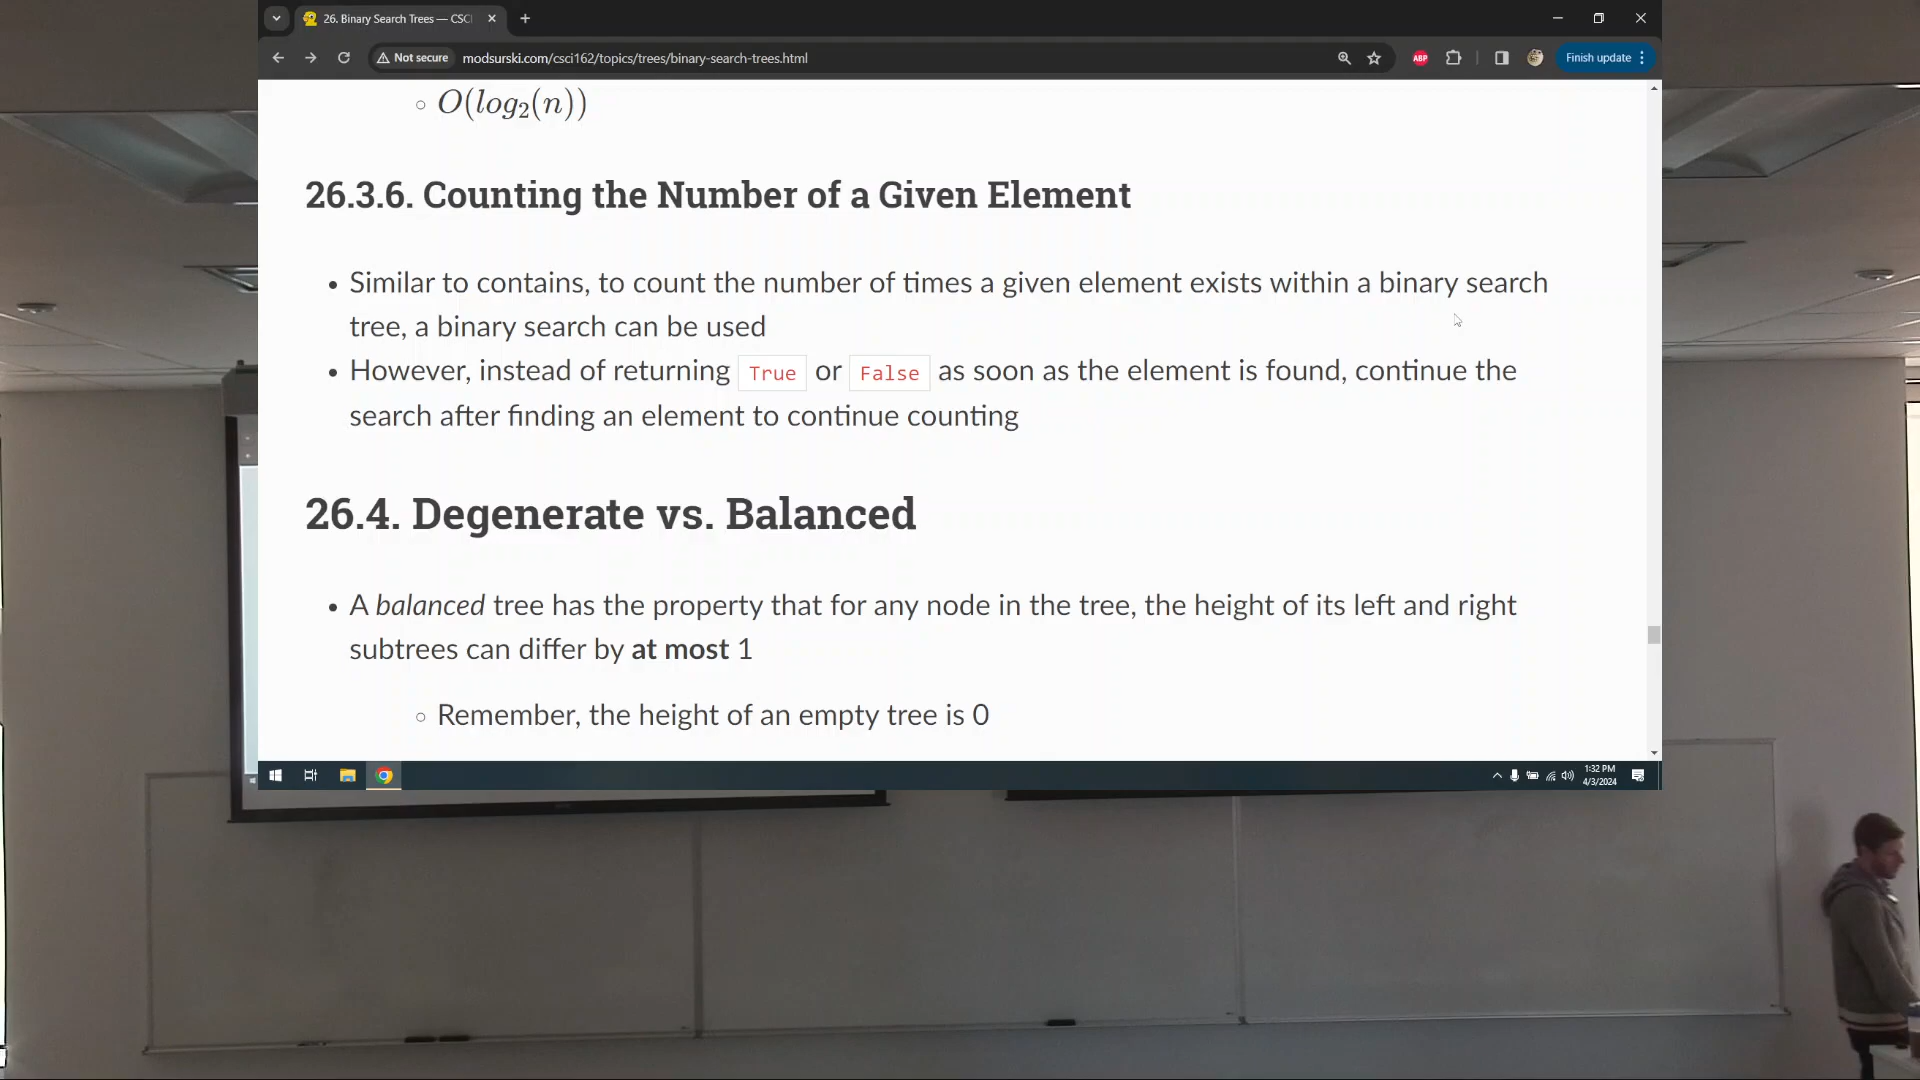 26. Binary Search Trees — CSC
Not secure
modsurski.com/csci162/topics/trees/binary-search-trees.html
ABP
Finish update
O(log₂(n))
26.3.6. Counting the Number of a Given Element
• Similar to contains, to count the number of times a given element exists within a binary search
tree, a binary search can be used
• However, instead of returning True or False as soon as the element is found, continue the
search after finding an element to continue counting
26.4. Degenerate vs. Balanced
• A balanced tree has the property that for any node in the tree, the height of its left and right
subtrees can differ by at most 1
Remember, the height of an empty tree is 0
1:32 PM
4/3/2024